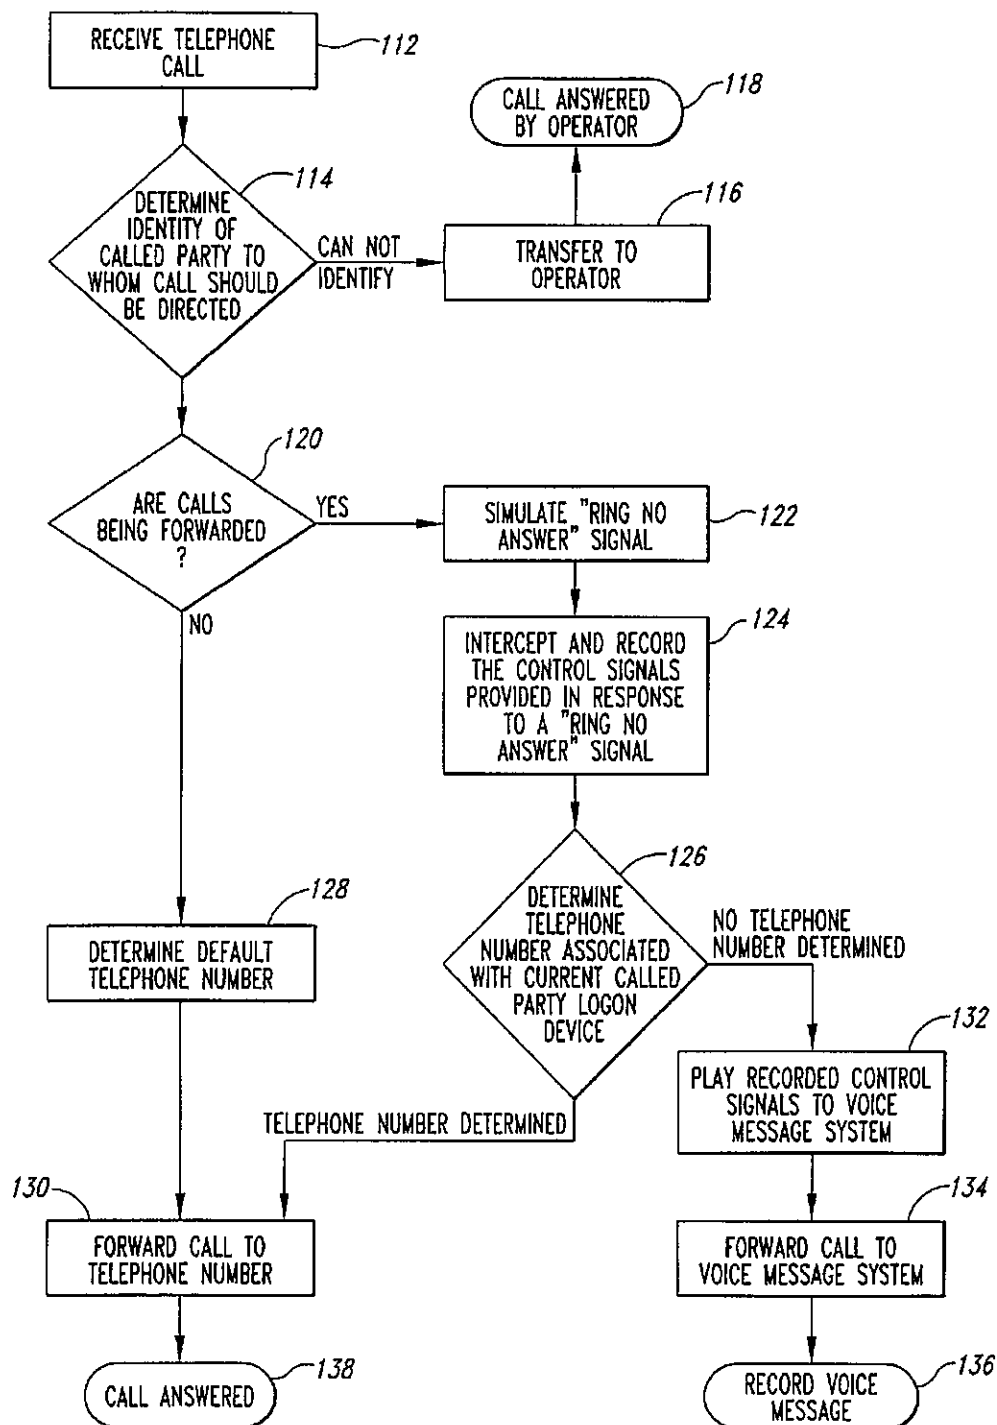 RECEIVE TELEPHONE
CALL
112
CALL ANSWERED
BY OPERATOR
118
114
DETERMINE
IDENTITY OF
CALLED PARTY TO
WHOM CALL SHOULD
BE DIRECTED
CAN NOT
IDENTIFY
116
TRANSFER TO
OPERATOR
120
ARE CALLS
BEING FORWARDED
?
YES
NO
SIMULATE "RING NO
ANSWER" SIGNAL
122
124
INTERCEPT AND RECORD
THE CONTROL SIGNALS
PROVIDED IN RESPONSE
TO A "RING NO
ANSWER" SIGNAL
126
DETERMINE
TELEPHONE
NUMBER ASSOCIATED
WITH CURRENT CALLED
PARTY LOGON
DEVICE
NO TELEPHONE
NUMBER DETERMINED
128
DETERMINE DEFAULT
TELEPHONE NUMBER
132
PLAY RECORDED CONTROL
SIGNALS TO VOICE
MESSAGE SYSTEM
TELEPHONE NUMBER DETERMINED
130
FORWARD CALL TO
TELEPHONE NUMBER
134
FORWARD CALL TO
VOICE MESSAGE SYSTEM
138
CALL ANSWERED
136
RECORD VOICE
MESSAGE